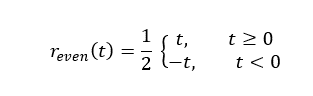 r_even(t) = 1/2 { t, t ≥ 0
−t, t < 0